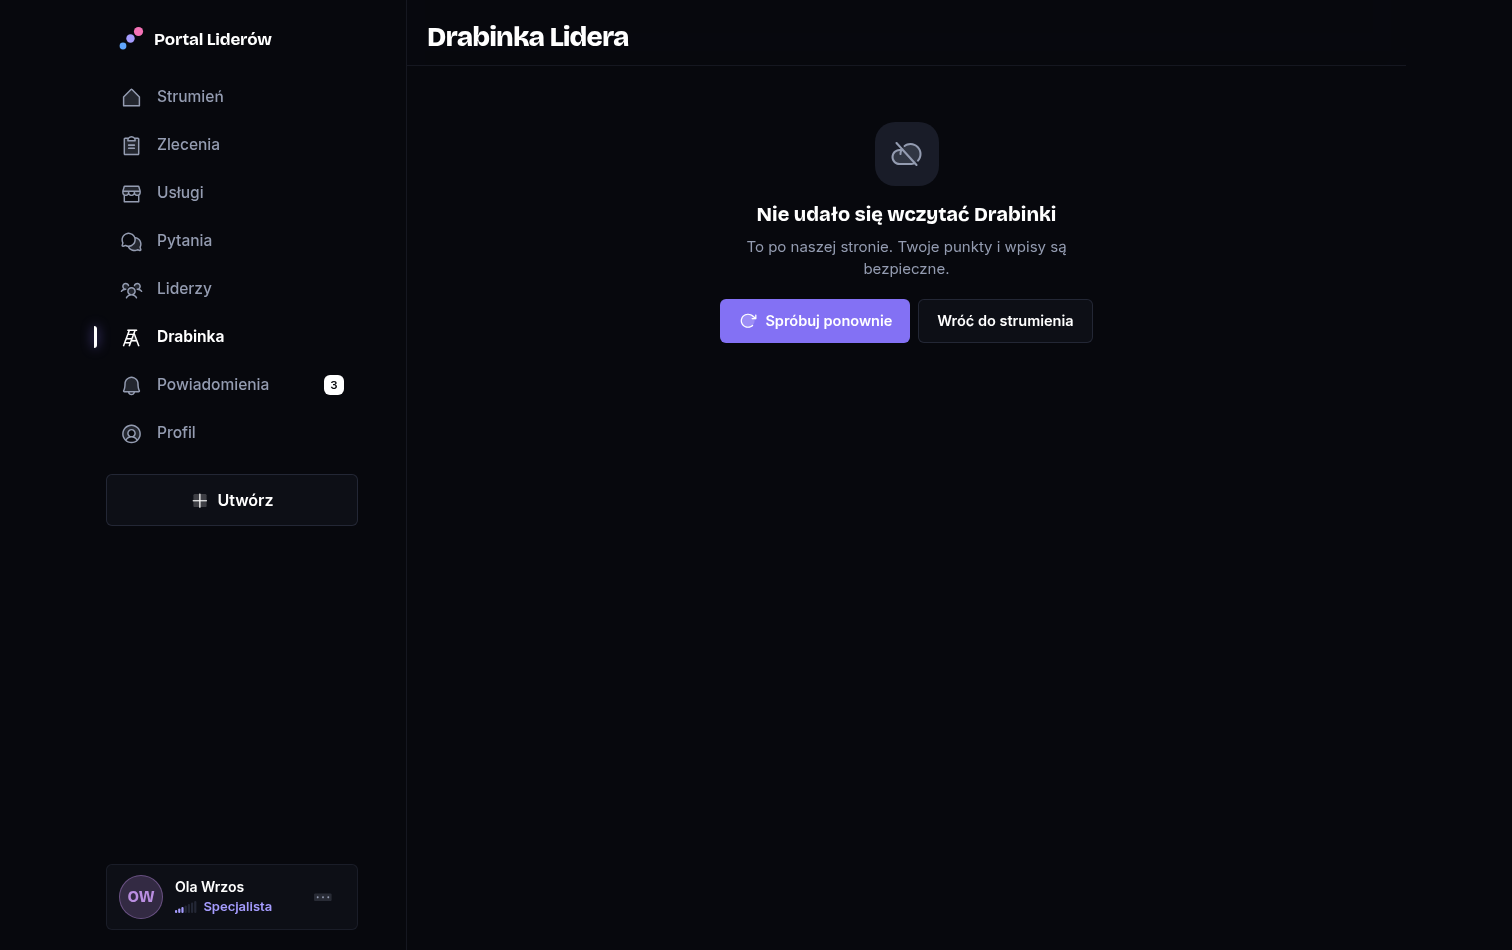 Portal Liderów
Strumień
Zlecenia
Usługi
Pytania
Liderzy
Drabinka
Powiadomienia 3
Profil
Utwórz
Ola Wrzos
OW
Specjalista
Drabinka Lidera
Nie udało się wczytać Drabinki
To po naszej stronie. Twoje punkty i wpisy są
bezpieczne.
Spróbuj ponownie
Wróć do strumienia